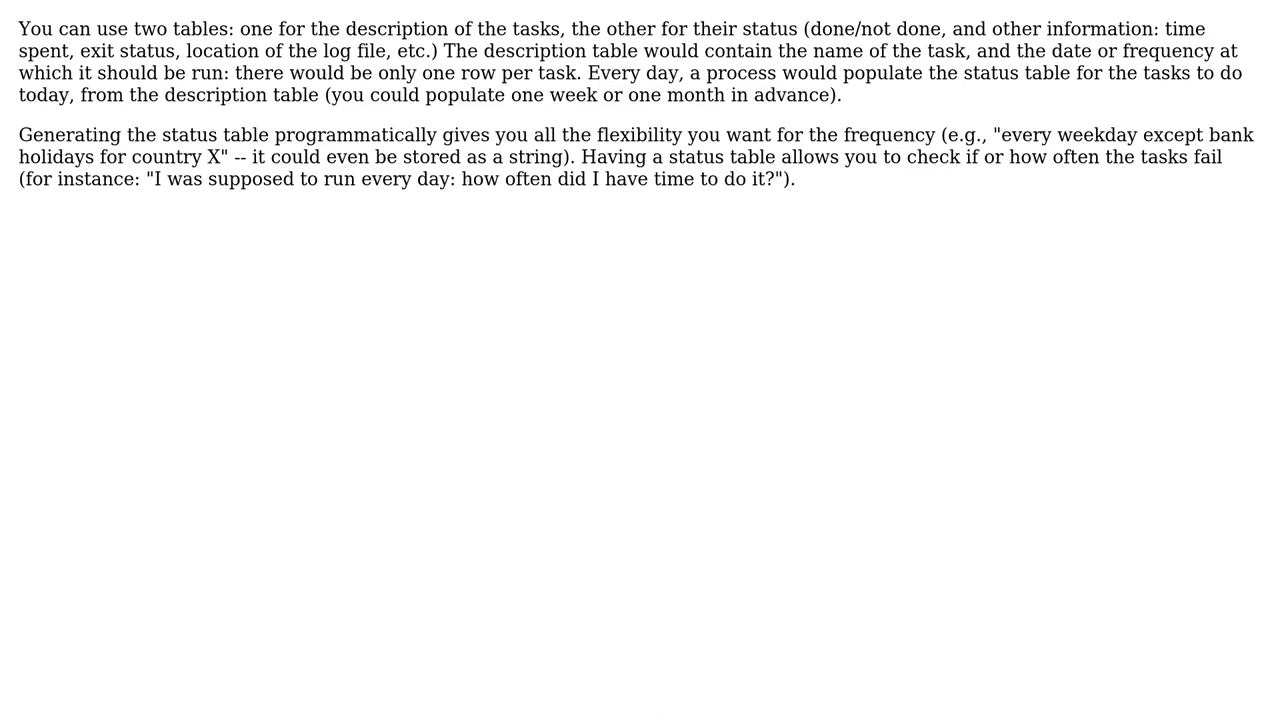 You can use two tables: one for the description of the tasks, the other for their status (done/not done, and other information: time
spent, exit status, location of the log file, etc.) The description table would contain the name of the task, and the date or frequency at
which it should be run: there would be only one row per task. Every day, a process would populate the status table for the tasks to do
today, from the description table (you could populate one week or one month in advance).
Generating the status table programmatically gives you all the flexibility you want for the frequency (e.g., "every weekday except bank
holidays for country X" -- it could even be stored as a string). Having a status table allows you to check if or how often the tasks fail
(for instance: "I was supposed to run every day: how often did I have time to do it?").